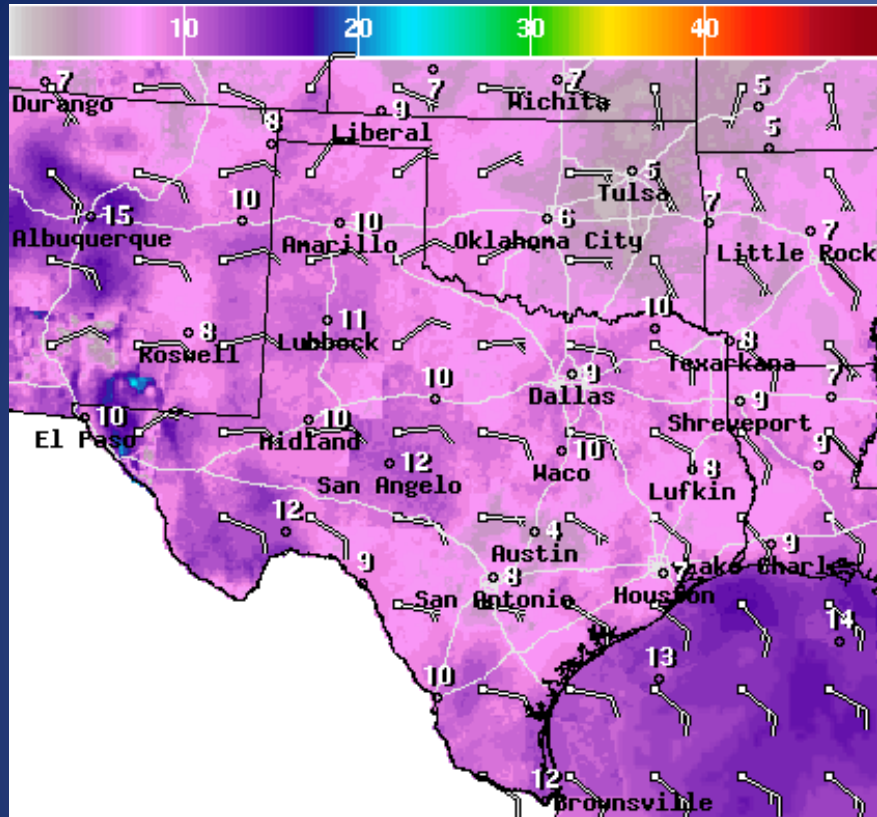 10 20 30 40
7 7 7 5
Durango Wichita
9
Liberal
8 5
5
Tulsa
15 10 10 6 7 7
Albuquerque Amarillo Oklahoma City Little Rock
11 10
8 8
Roswell Lubbock Texarkana
10 9 9 7
Dallas
10 10 Shreveport
El Paso Midland
12 10 8 9
San Angelo Waco Lufkin
12 4 9
Austin
9 8 7 Lake Charl
San Antonio Houston
14
13
10
12
Brownsville